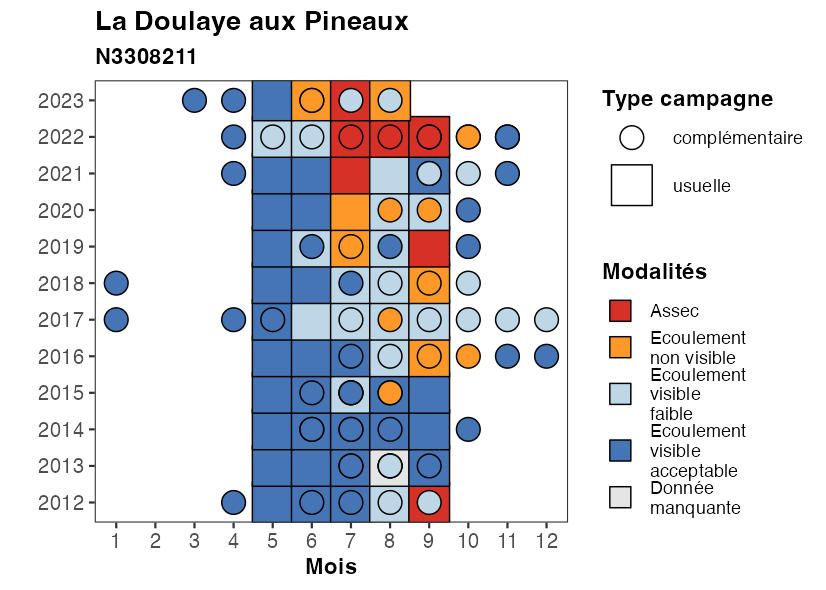 La Doulaye aux Pineaux
N3308211
2023
2022
2021
2020
2019
2018
2017
2016
2015
2014
2013
2012
1 2 3 4 5 6 7 8 9 10 11 12
Mois
Type campagne
complémentaire
usuelle
Modalités
Assec
Ecoulement
non visible
Ecoulement
visible
faible
Ecoulement
visible
acceptable
Donnée
manquante